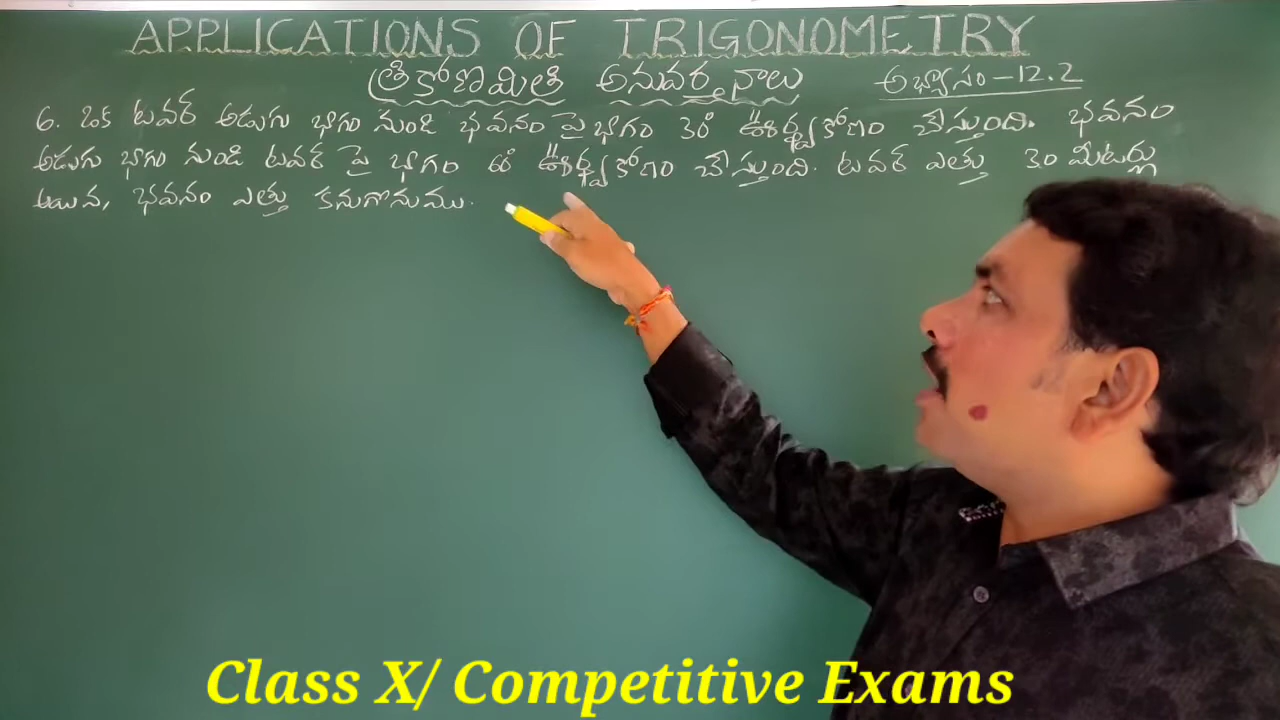 APPLICATIONS OF TRIGONOMETRY
త్రికోణమితి అనువర్తనాలు అభ్యాసం-12.2
6. ఒక టవర్ అడుగు భాగం నుండి భవనం పై భాగం 30° ఊర్ధ్వకోణం చేస్తుంది. భవనం
అడుగు భాగం నుండి టవర్ పై భాగం 60° ఊర్ధ్వకోణం చేస్తుంది. టవర్ ఎత్తు 30 మీటర్లు
అయిన, భవనం ఎత్తు కనుగొనుము.
Class X/ Competitive Exams